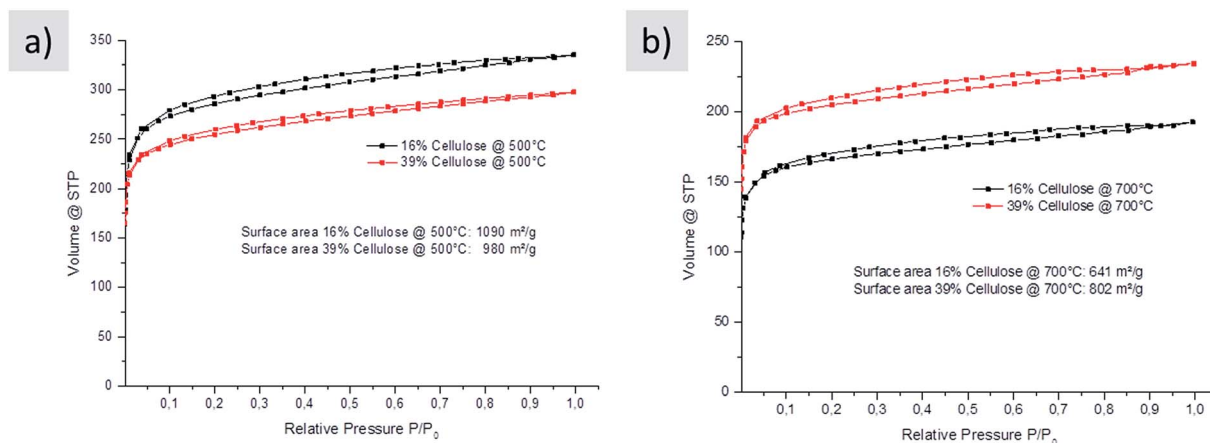 a)
350
300
250
200
150
100
50
0
Volume @ STP
16% Cellulose @ 500°C
39% Cellulose @ 500°C
Surface area 16% Cellulose @ 500°C: 1090 m²/g
Surface area 39% Cellulose @ 500°C: 980 m²/g
0,1 0,2 0,3 0,4 0,5 0,6 0,7 0,8 0,9 1,0
Relative Pressure P/P₀
b)
250
200
150
100
50
0
Volume @ STP
16% Cellulose @ 700°C
39% Cellulose @ 700°C
Surface area 16% Cellulose @ 700°C: 641 m²/g
Surface area 39% Cellulose @ 700°C: 802 m²/g
0,1 0,2 0,3 0,4 0,5 0,6 0,7 0,8 0,9 1,0
Relative Pressure P/P₀